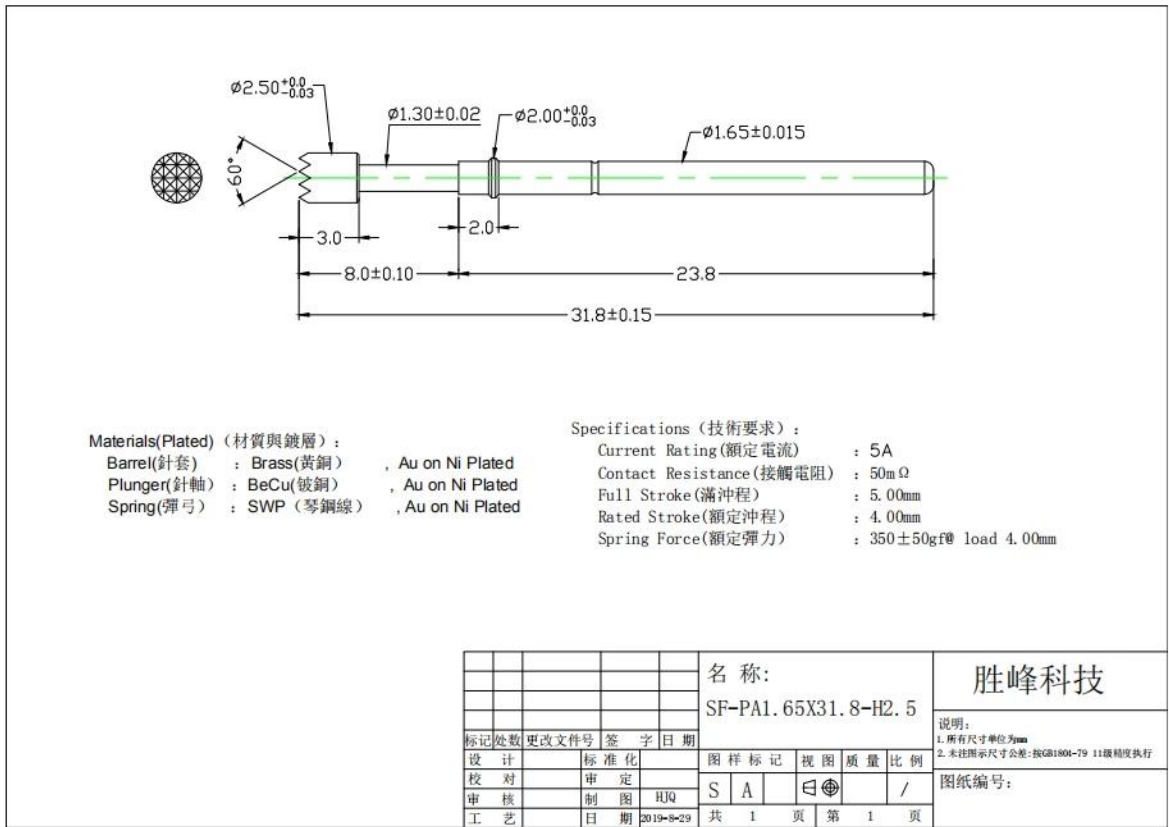 ⌀2.50+0.0 -0.03
⌀1.30±0.02
⌀2.00+0.0 -0.03
⌀1.65±0.015
60°
3.0
2.0
8.0±0.10
23.8
31.8±0.15
Materials(Plated)（材質與鍍層）:
Barrel(針套) : Brass(黃銅) , Au on Ni Plated
Plunger(針軸) : BeCu(铍銅) , Au on Ni Plated
Spring(彈弓) : SWP（琴鋼線） , Au on Ni Plated
Specifications（技術要求）:
Current Rating(額定電流) : 5A
Contact Resistance(接觸電阻) : 50mΩ
Full Stroke(滿沖程) : 5.00mm
Rated Stroke(額定沖程) : 4.00mm
Spring Force(額定彈力) : 350±50gf@ load 4.00mm
标记 处数 更改文件号 签 字 日 期
设 计 标 准 化
校 对 审 定
审 核 制 图 HJQ
工 艺 日 期 2019-8-29
名 称:
SF-PA1.65X31.8-H2.5
图 样 标 记 视 图 质 量 比 例
S A /
共 1 页 第 1 页
胜峰科技
说明:
1.所有尺寸单位为mm
2.未注图示尺寸公差:按GB1804-79 11级精度执行
图纸编号: